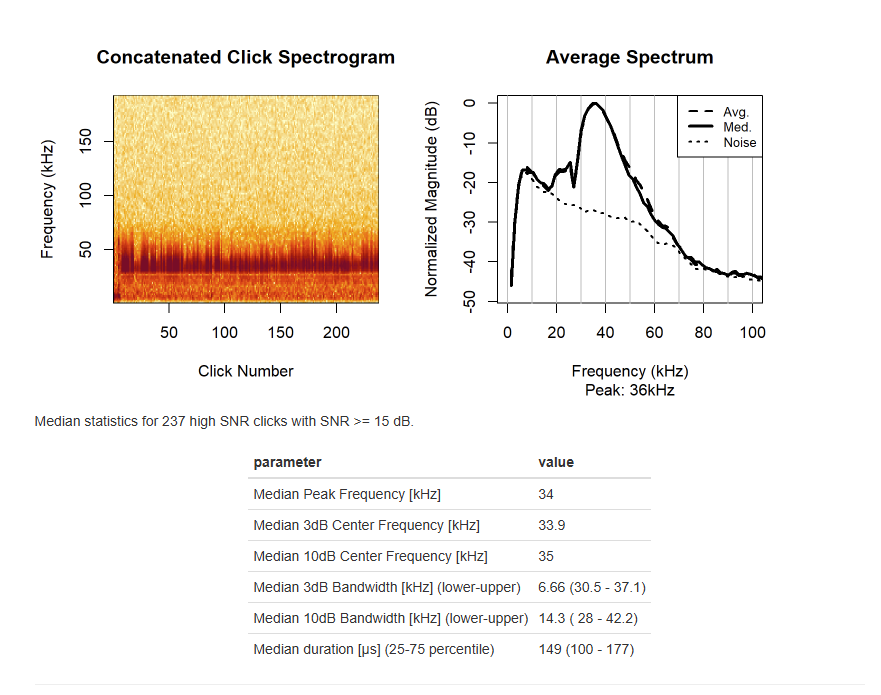 Concatenated Click Spectrogram
Frequency (kHz)
150
100
50
50 100 150 200
Click Number
Average Spectrum
Normalized Magnitude (dB)
0
-10
-20
-30
-40
-50
Avg.
Med.
Noise
0 20 40 60 80 100
Frequency (kHz)
Peak: 36kHz
Median statistics for 237 high SNR clicks with SNR >= 15 dB.
parameter value
Median Peak Frequency [kHz] 34
Median 3dB Center Frequency [kHz] 33.9
Median 10dB Center Frequency [kHz] 35
Median 3dB Bandwidth [kHz] (lower-upper) 6.66 (30.5 - 37.1)
Median 10dB Bandwidth [kHz] (lower-upper) 14.3 ( 28 - 42.2)
Median duration [μs] (25-75 percentile) 149 (100 - 177)